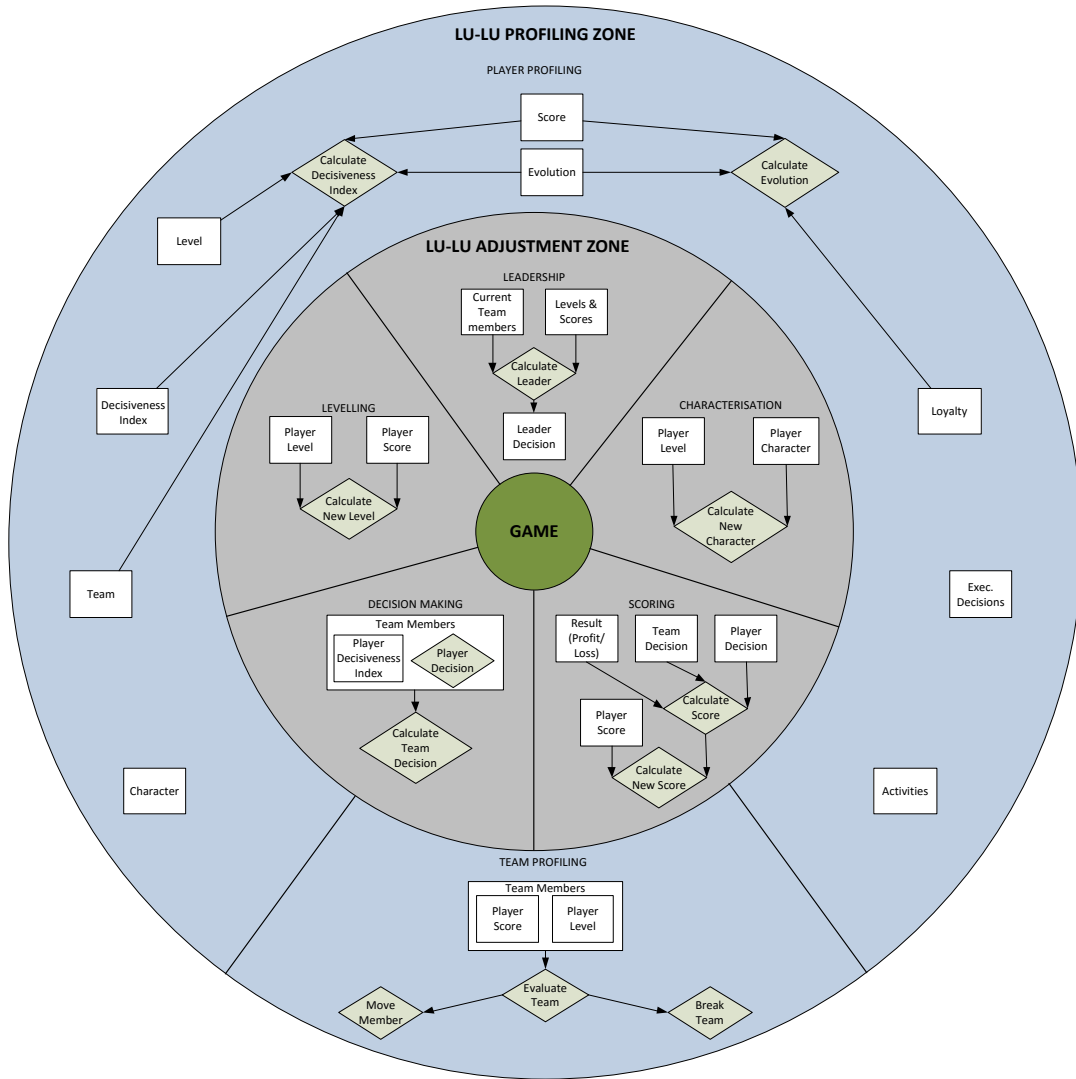 LU-LU PROFILING ZONE
PLAYER PROFILING
Score
Evolution
Calculate
Decisiveness
Index
Calculate
Evolution
Level
Decisiveness
Index
Team
Character
Loyalty
Exec.
Decisions
Activities
LU-LU ADJUSTMENT ZONE
LEADERSHIP
Current
Team
members
Levels &
Scores
Calculate
Leader
Leader
Decision
LEVELLING
Player
Level
Player
Score
Calculate
New Level
CHARACTERISATION
Player
Level
Player
Character
Calculate
New
Character
GAME
DECISION MAKING
Team Members
Player
Decisiveness
Index
Player
Decision
Calculate
Team
Decision
SCORING
Result
(Profit/
Loss)
Team
Decision
Player
Decision
Calculate
Score
Player
Score
Calculate
New Score
TEAM PROFILING
Team Members
Player
Score
Player
Level
Evaluate
Team
Move
Member
Break
Team